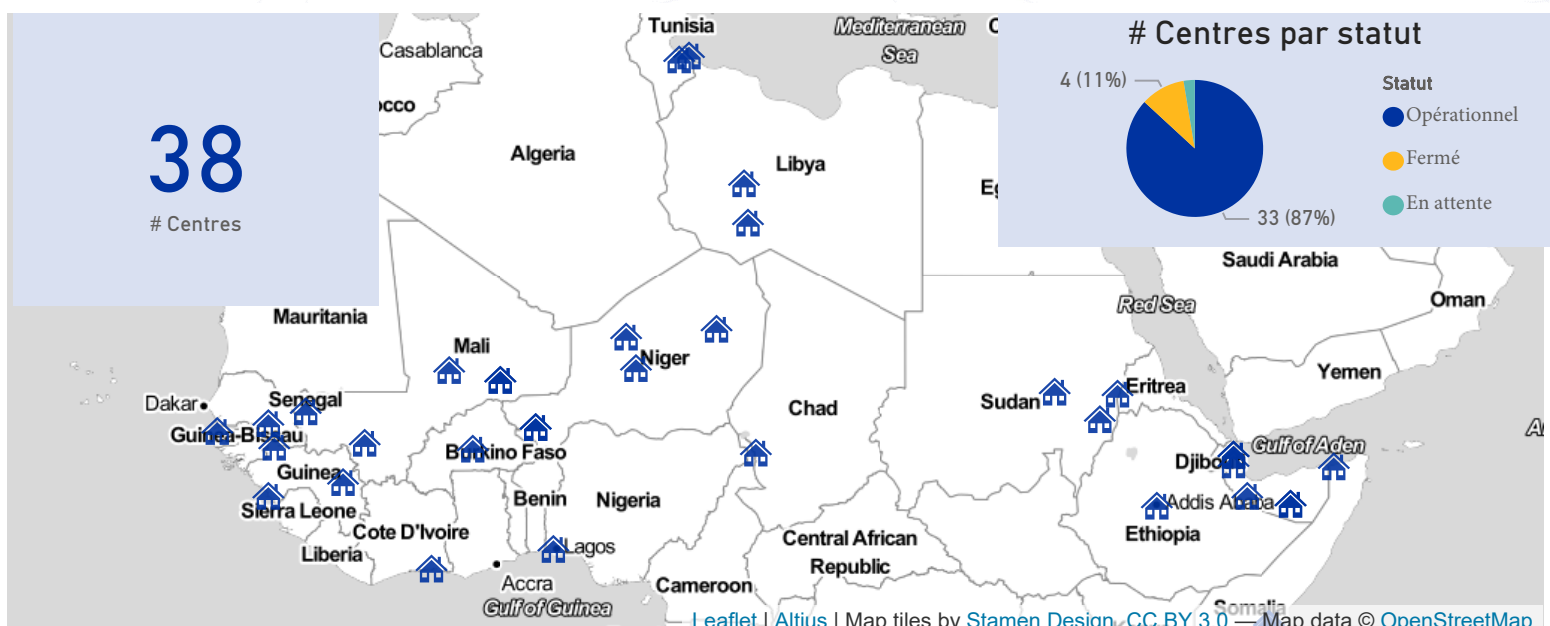 38
# Centres
# Centres par statut
4 (11%)
33 (87%)
Statut
Opérationnel
Fermé
En attente
Tunisia
Mediterranean
Sea
Casablanca
Algeria
Libya
Saudi Arabia
Red Sea
Oman
Mauritania
Mali
Niger
Yemen
Eritrea
Sudan
Chad
Dakar
Senegal
Guinea-Bissau
Burkino Faso
Gulf of Aden
Guinea
Benin
Nigeria
Addis Ababa
Sierra Leone
Cote D'Ivoire
Ethiopia
Liberia
Lagos
Central African
Republic
Accra
Cameroon
Gulf of Guinea
Somalia
Leaflet | Altius | Map tiles by Stamen Design, CC BY 3.0 — Map data © OpenStreetMap